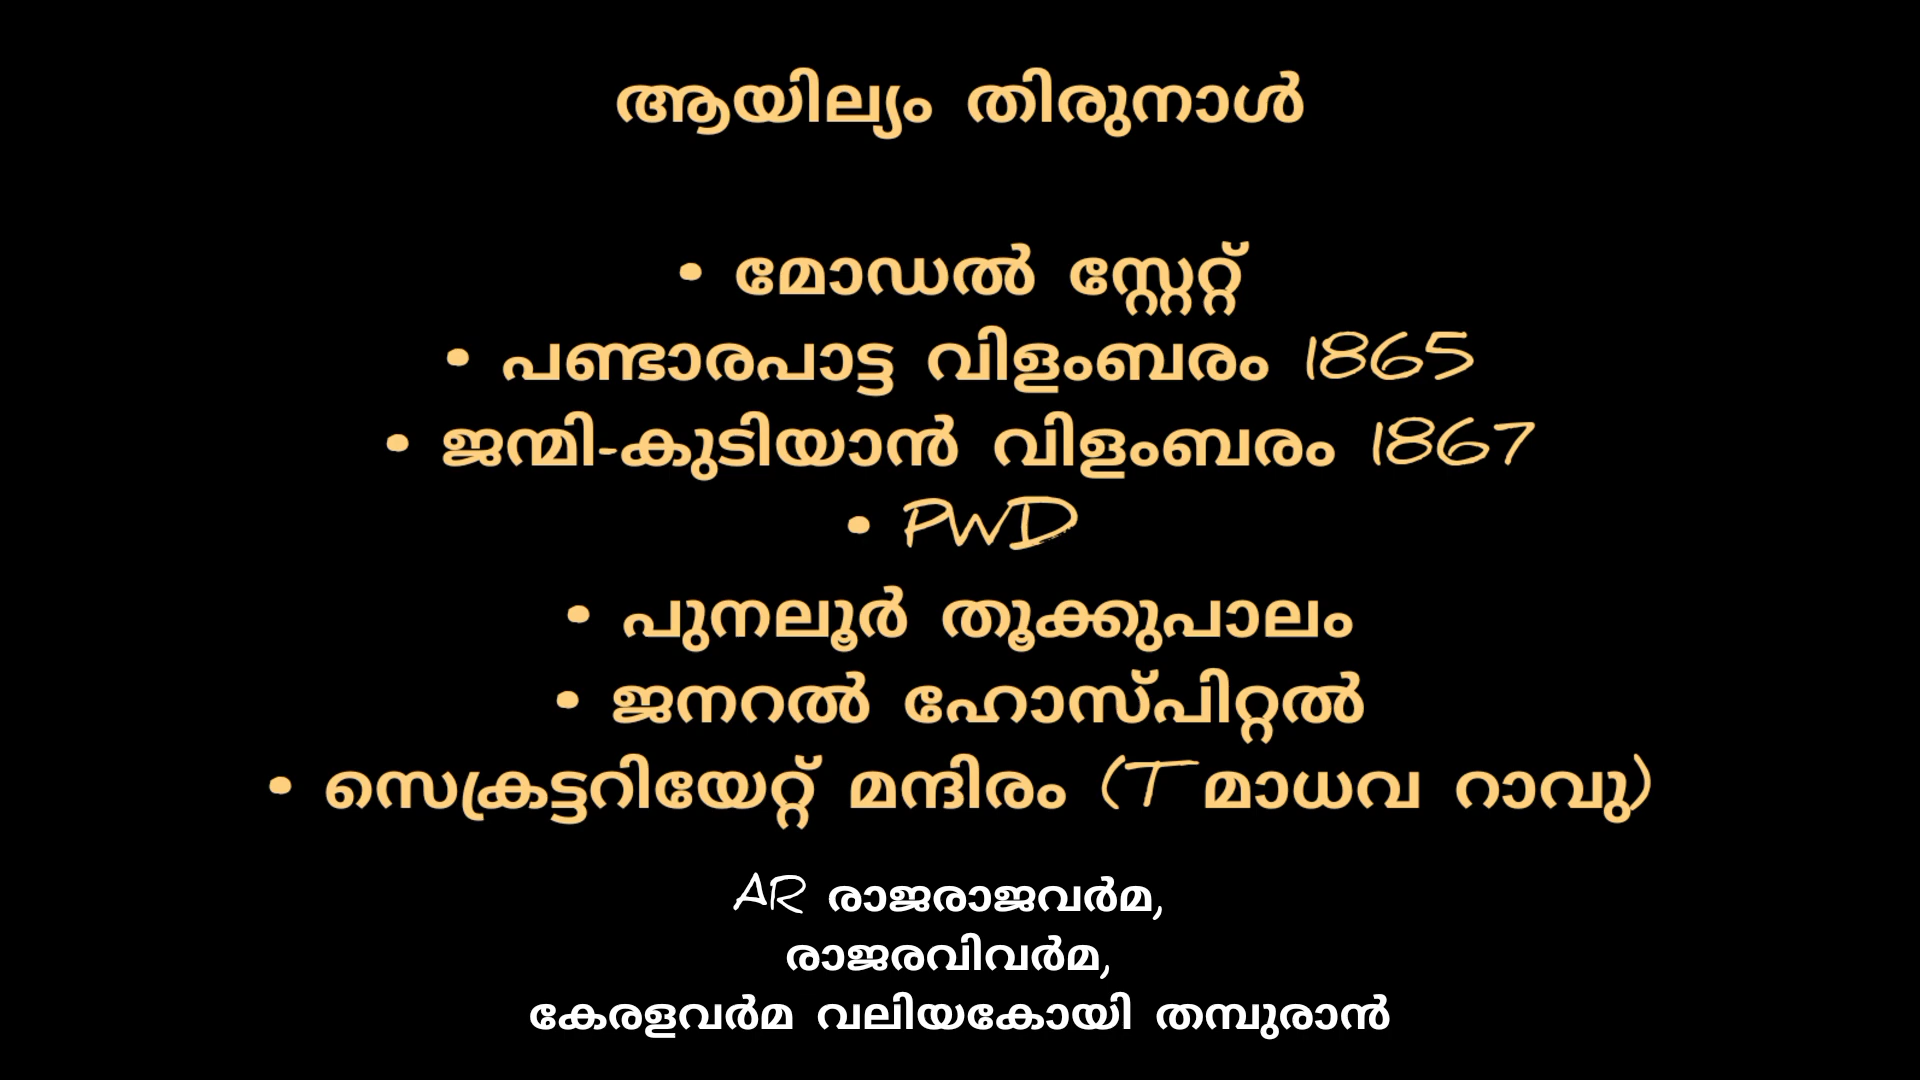 ആയില്യം തിരുനാൾ
• മോഡൽ സ്റ്റേറ്റ്
• പണ്ടാരപാട്ട വിളംബരം 1865
• ജന്മി-കുടിയാൻ വിളംബരം 1867
• PWD
• പുനലൂർ തൂക്കുപാലം
• ജനറൽ ഹോസ്പിറ്റൽ
• സെക്രട്ടറിയേറ്റ് മന്ദിരം (T മാധവ റാവു)
AR രാജരാജവർമ,
രാജരവിവർമ,
കേരളവർമ വലിയകോയി തമ്പുരാൻ